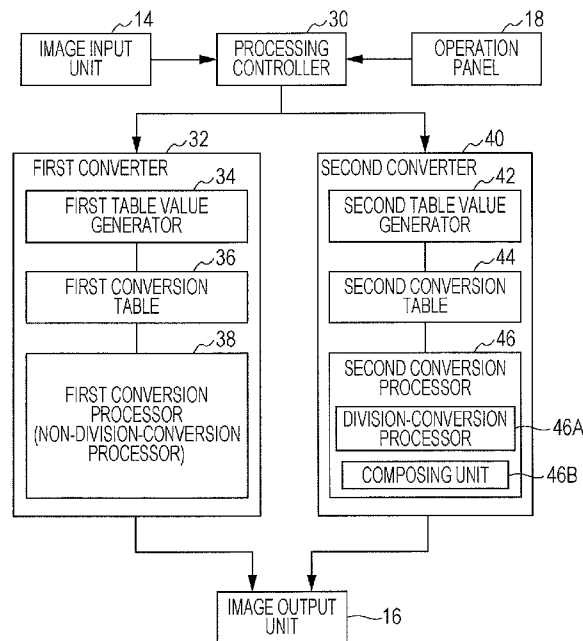 14
IMAGE INPUT
UNIT
30
PROCESSING
CONTROLLER
18
OPERATION
PANEL
32
FIRST CONVERTER
34
FIRST TABLE VALUE
GENERATOR
36
FIRST CONVERSION
TABLE
38
FIRST CONVERSION
PROCESSOR
(NON-DIVISION-CONVERSION
PROCESSOR)
40
SECOND CONVERTER
42
SECOND TABLE VALUE
GENERATOR
44
SECOND CONVERSION
TABLE
46
SECOND CONVERSION
PROCESSOR
DIVISION-CONVERSION
PROCESSOR
46A
COMPOSING UNIT
46B
IMAGE OUTPUT
UNIT
16